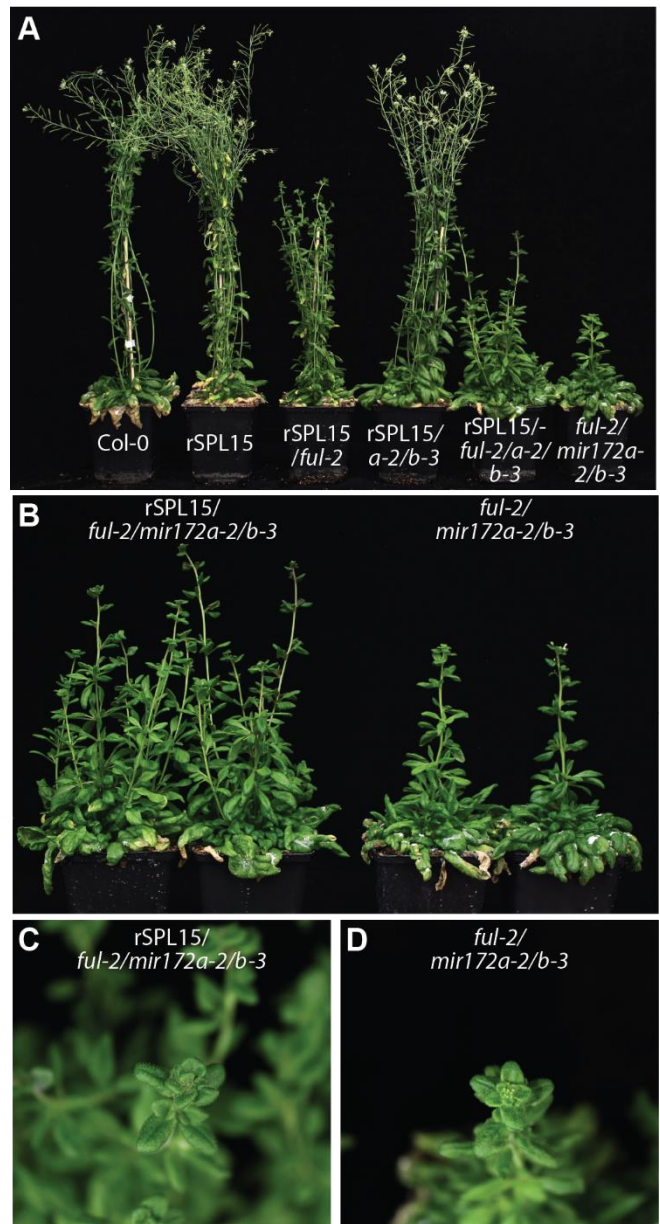 A
Col-0
rSPL15
rSPL15
/ful-2
rSPL15/
a-2/b-3
rSPL15/-
ful-2/a-2/
b-3
ful-2/
mir172a-
2/b-3
B
rSPL15/
ful-2/mir172a-2/b-3
ful-2/
mir172a-2/b-3
C
rSPL15/
ful-2/mir172a-2/b-3
D
ful-2/
mir172a-2/b-3